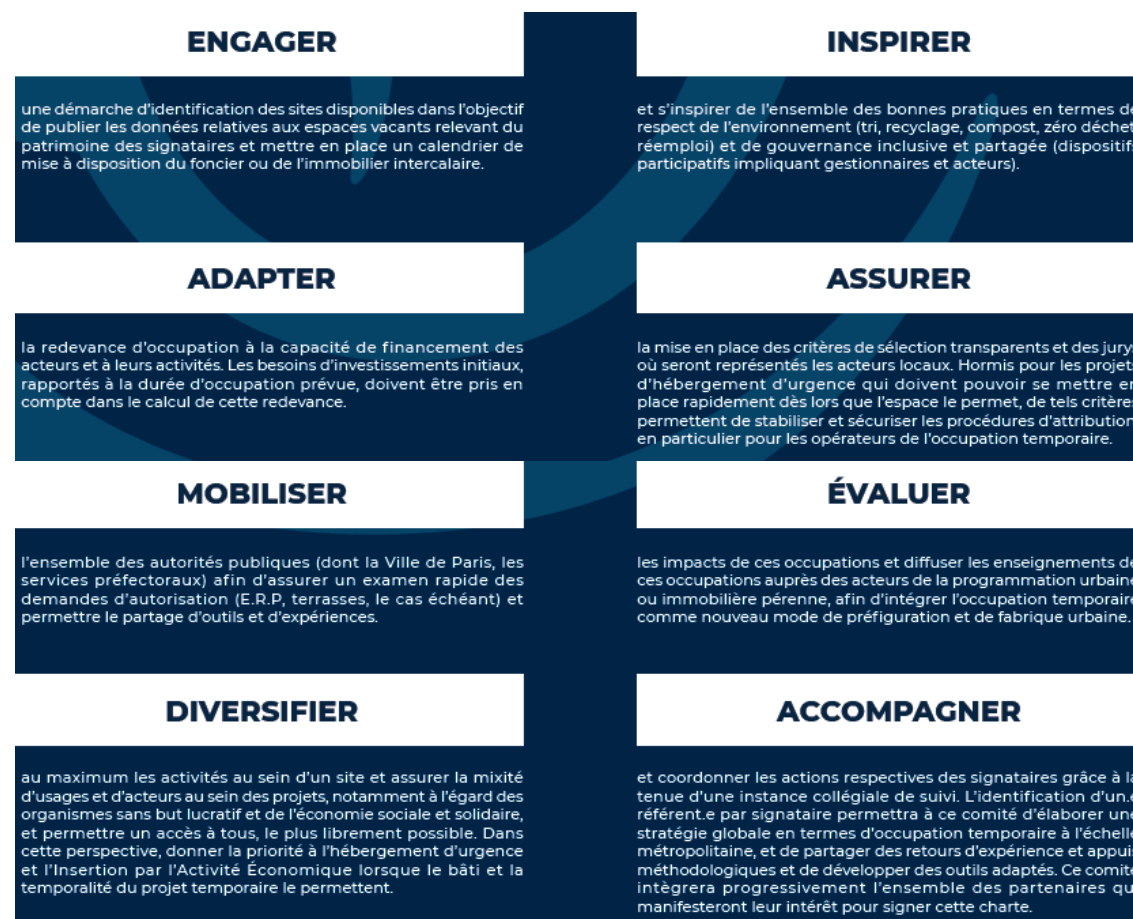 ENGAGER
une démarche d'identification des sites disponibles dans l'objectif
de publier les données relatives aux espaces vacants relevant du
patrimoine des signataires et mettre en place un calendrier de
mise à disposition du foncier ou de l'immobilier intercalaire.
INSPIRER
et s'inspirer de l'ensemble des bonnes pratiques en termes de
respect de l'environnement (tri, recyclage, compost, zéro déchet
réemploi) et de gouvernance inclusive et partagée (dispositifs
participatifs impliquant gestionnaires et acteurs).
ADAPTER
la redevance d'occupation à la capacité de financement des
acteurs et à leurs activités. Les besoins d'investissements initiaux,
rapportés à la durée d'occupation prévue, doivent être pris en
compte dans le calcul de cette redevance.
ASSURER
la mise en place des critères de sélection transparents et des jurys
où seront représentés les acteurs locaux. Hormis pour les projets
d'hébergement d'urgence qui doivent pouvoir se mettre en
place rapidement dès lors que l'espace le permet, de tels critères
permettent de stabiliser et sécuriser les procédures d'attribution
en particulier pour les opérateurs de l'occupation temporaire.
MOBILISER
l'ensemble des autorités publiques (dont la Ville de Paris, les
services préfectoraux) afin d'assurer un examen rapide des
demandes d'autorisation (E.R.P, terrasses, le cas échéant) et
permettre le partage d'outils et d'expériences.
ÉVALUER
les impacts de ces occupations et diffuser les enseignements de
ces occupations auprès des acteurs de la programmation urbaine
ou immobilière pérenne, afin d'intégrer l'occupation temporaire
comme nouveau mode de préfiguration et de fabrique urbaine.
DIVERSIFIER
au maximum les activités au sein d'un site et assurer la mixité
d'usages et d'acteurs au sein des projets, notamment à l'égard des
organismes sans but lucratif et de l'économie sociale et solidaire,
et permettre un accès à tous, le plus librement possible. Dans
cette perspective, donner la priorité à l'hébergement d'urgence
et l'Insertion par l'Activité Économique lorsque le bâti et la
temporalité du projet temporaire le permettent.
ACCOMPAGNER
et coordonner les actions respectives des signataires grâce à la
tenue d'une instance collégiale de suivi. L'identification d'un.e
référent.e par signataire permettra à ce comité d'élaborer une
stratégie globale en termes d'occupation temporaire à l'échelle
métropolitaine, et de partager des retours d'expérience et appuis
méthodologiques et de développer des outils adaptés. Ce comité
intègrera progressivement l'ensemble des partenaires qu
manifesteront leur intérêt pour signer cette charte.